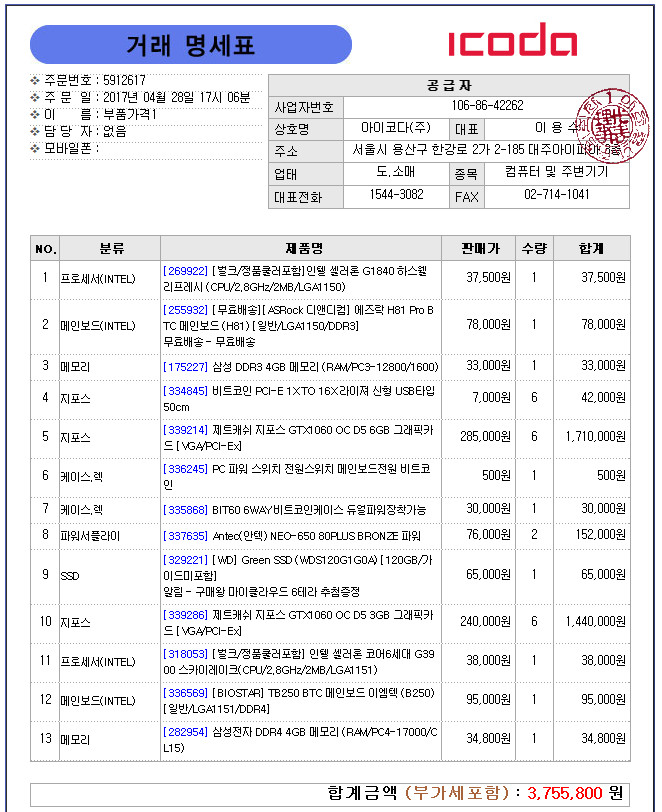 거래 명세표
icoda
주문번호 : 5912617
주 문 일 : 2017년 04월 28일 17시 06분
이 름 : 부품가격1
담 당 자 : 없음
모바일폰 :
공급자
사업자번호 106-86-42262
상호명 아이코다(주) 대표 이 용 수
주소 서울시 용산구 한강로 2가 2-185 대주아이피아 3층
업태 도,소매 종목 컴퓨터 및 주변기기
대표전화 1544-3082 FAX 02-714-1041
NO. 분류 제품명 판매가 수량 합계
1 프로세서(INTEL) [269922] [벌크/정품쿨러포함]인텔 셀러론 G1840 하스웰 37,500원 1 37,500원
리프레시 (CPU/2,8GHz/2MB/LGA1150)
[255932] [무료배송][ASRock 디앤디컴] 에즈락 H81 Pro B
2 메인보드(INTEL) TC 메인보드 (H81) [일반/LGA1150/DDR3] 78,000원 1 78,000원
무료배송 - 무료배송
3 메모리 [175227] 삼성 DDR3 4GB 메모리 (RAM/PC3-12800/1600) 33,000원 1 33,000원
4 지포스 [334845] 비트코인 PCI-E 1XTO 16X라이져 신형 USB타입 7,000원 6 42,000원
50cm
5 지포스 [339214] 제트캐쉬 지포스 GTX1060 OC D5 6GB 그래픽카 285,000원 6 1,710,000원
드 [VGA/PCI-Ex]
6 케이스,렉 [336245] PC 파워 스위치 전원스위치 메인보드전원 비트코 500원 1 500원
인
7 케이스,렉 [335868] BIT60 6WAY비트코인케이스 듀얼파워장착가능 30,000원 1 30,000원
8 파워서플라이 [337635] Antec(안텍) NEO-650 80PLUS BRONZE 파워 76,000원 2 152,000원
[329221] [WD] Green SSD (WDS120G1G0A) [120GB/가
9 SSD 이드미포함] 65,000원 1 65,000원
알림 - 구매왕 마이클라우드 6테라 추첨증정
10 지포스 [339286] 제트캐쉬 지포스 GTX1060 OC D5 3GB 그래픽카 240,000원 6 1,440,000원
드 [VGA/PCI-Ex]
11 프로세서(INTEL) [318053] [벌크/정품쿨러포함] 인텔 셀러론 코어6세대 G39 38,000원 1 38,000원
00 스카이레이크(CPU/2,8GHz/2MB/LGA1151)
12 메인보드(INTEL) [336569] [BIOSTAR] TB250 BTC 메인보드 이엠텍 (B250) 95,000원 1 95,000원
[일반/LGA1151/DDR4]
13 메모리 [282954] 삼성전자 DDR4 4GB 메모리 (RAM/PC4-17000/C 34,800원 1 34,800원
L15)
합계금액 (부가세포함) : 3,755,800 원